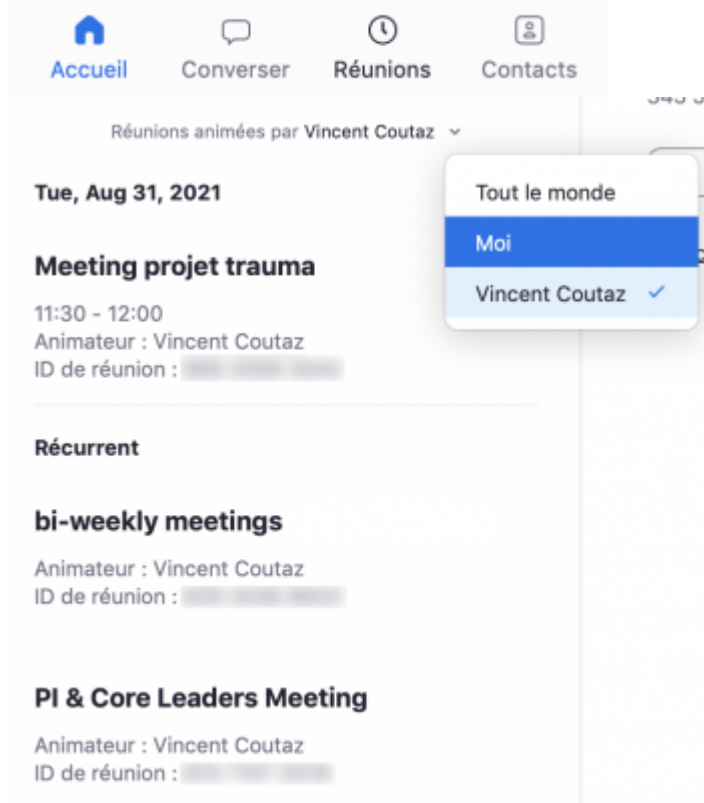 Accueil
Converser
Réunions
Contacts
Réunions animées par Vincent Coutaz
Tout le monde
Moi
Vincent Coutaz
Tue, Aug 31, 2021
Meeting projet trauma
11:30 - 12:00
Animateur : Vincent Coutaz
ID de réunion :
Récurrent
bi-weekly meetings
Animateur : Vincent Coutaz
ID de réunion :
PI & Core Leaders Meeting
Animateur : Vincent Coutaz
ID de réunion :